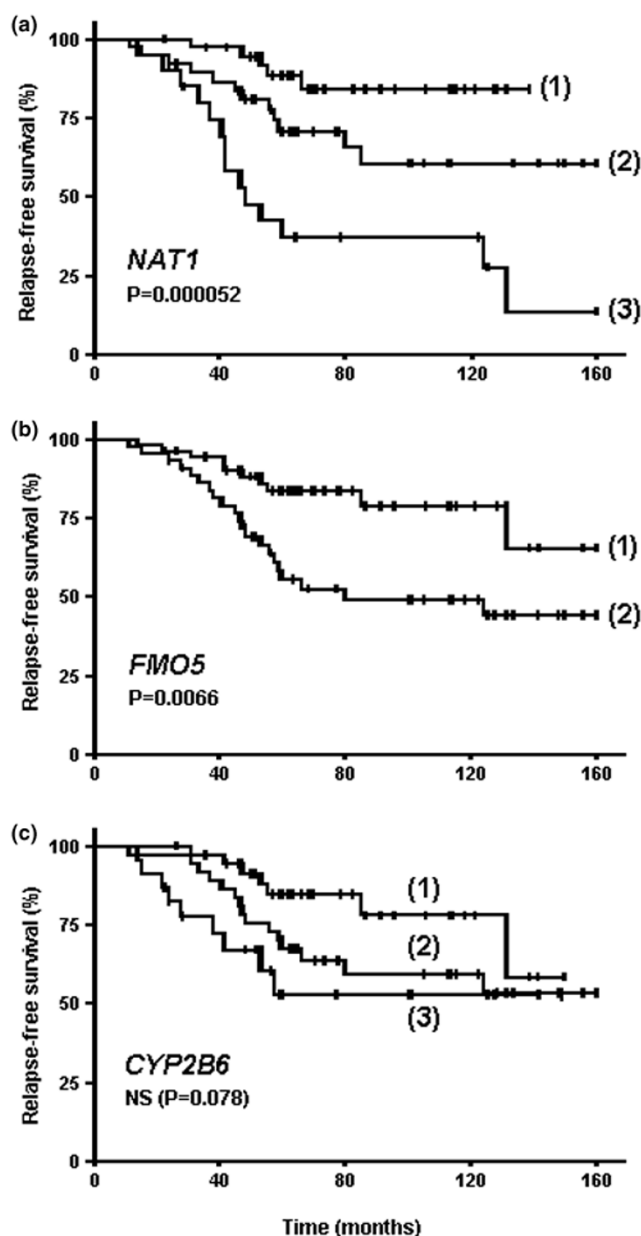 (a)
Relapse-free survival (%)
100
75
50
25
0
(1)
(2)
(3)
NAT1
P=0.000052
0 40 80 120 160
(b)
Relapse-free survival (%)
100
75
50
25
0
(1)
(2)
FMO5
P=0.0066
0 40 80 120 160
(c)
Relapse-free survival (%)
100
75
50
25
0
(1)
(2)
(3)
CYP2B6
NS (P=0.078)
0 40 80 120 160
Time (months)